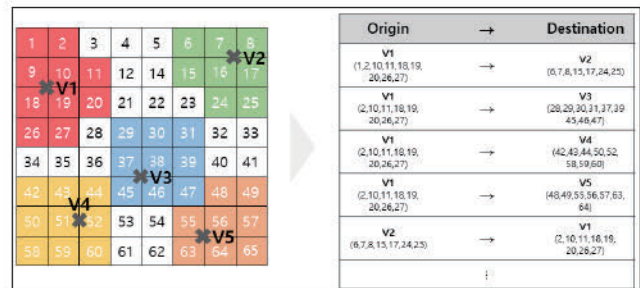 1 2 3 4 5 6 7 8
V2
9 10 11 12 14 15 16 17
V1
18 19 20 21 22 23 24 25
26 27 28 29 30 31 32 33
34 35 36 37 38 39 40 41
V3
42 43 44 45 46 47 48 49
V4
50 51 52 53 54 55 56 57
V5
58 59 60 61 62 63 64 65
Origin → Destination
V1
(1,2,10,11,18,19,
20,26,27)
→
V2
(6,7,8,15,17,24,25)
V1
(2,10,11,18,19,
20,26,27)
→
V3
(28,29,30,31,37,39
45,46,47)
V1
(2,10,11,18,19,
20,26,27)
→
V4
(42,43,44,50,52,
58,59,60)
V1
(2,10,11,18,19,
20,26,27)
→
V5
(48,49,55,56,57,63,
64)
V2
(6,7,8,15,17,24,25)
→
V1
(2,10,11,18,19,
20,26,27)
⋮